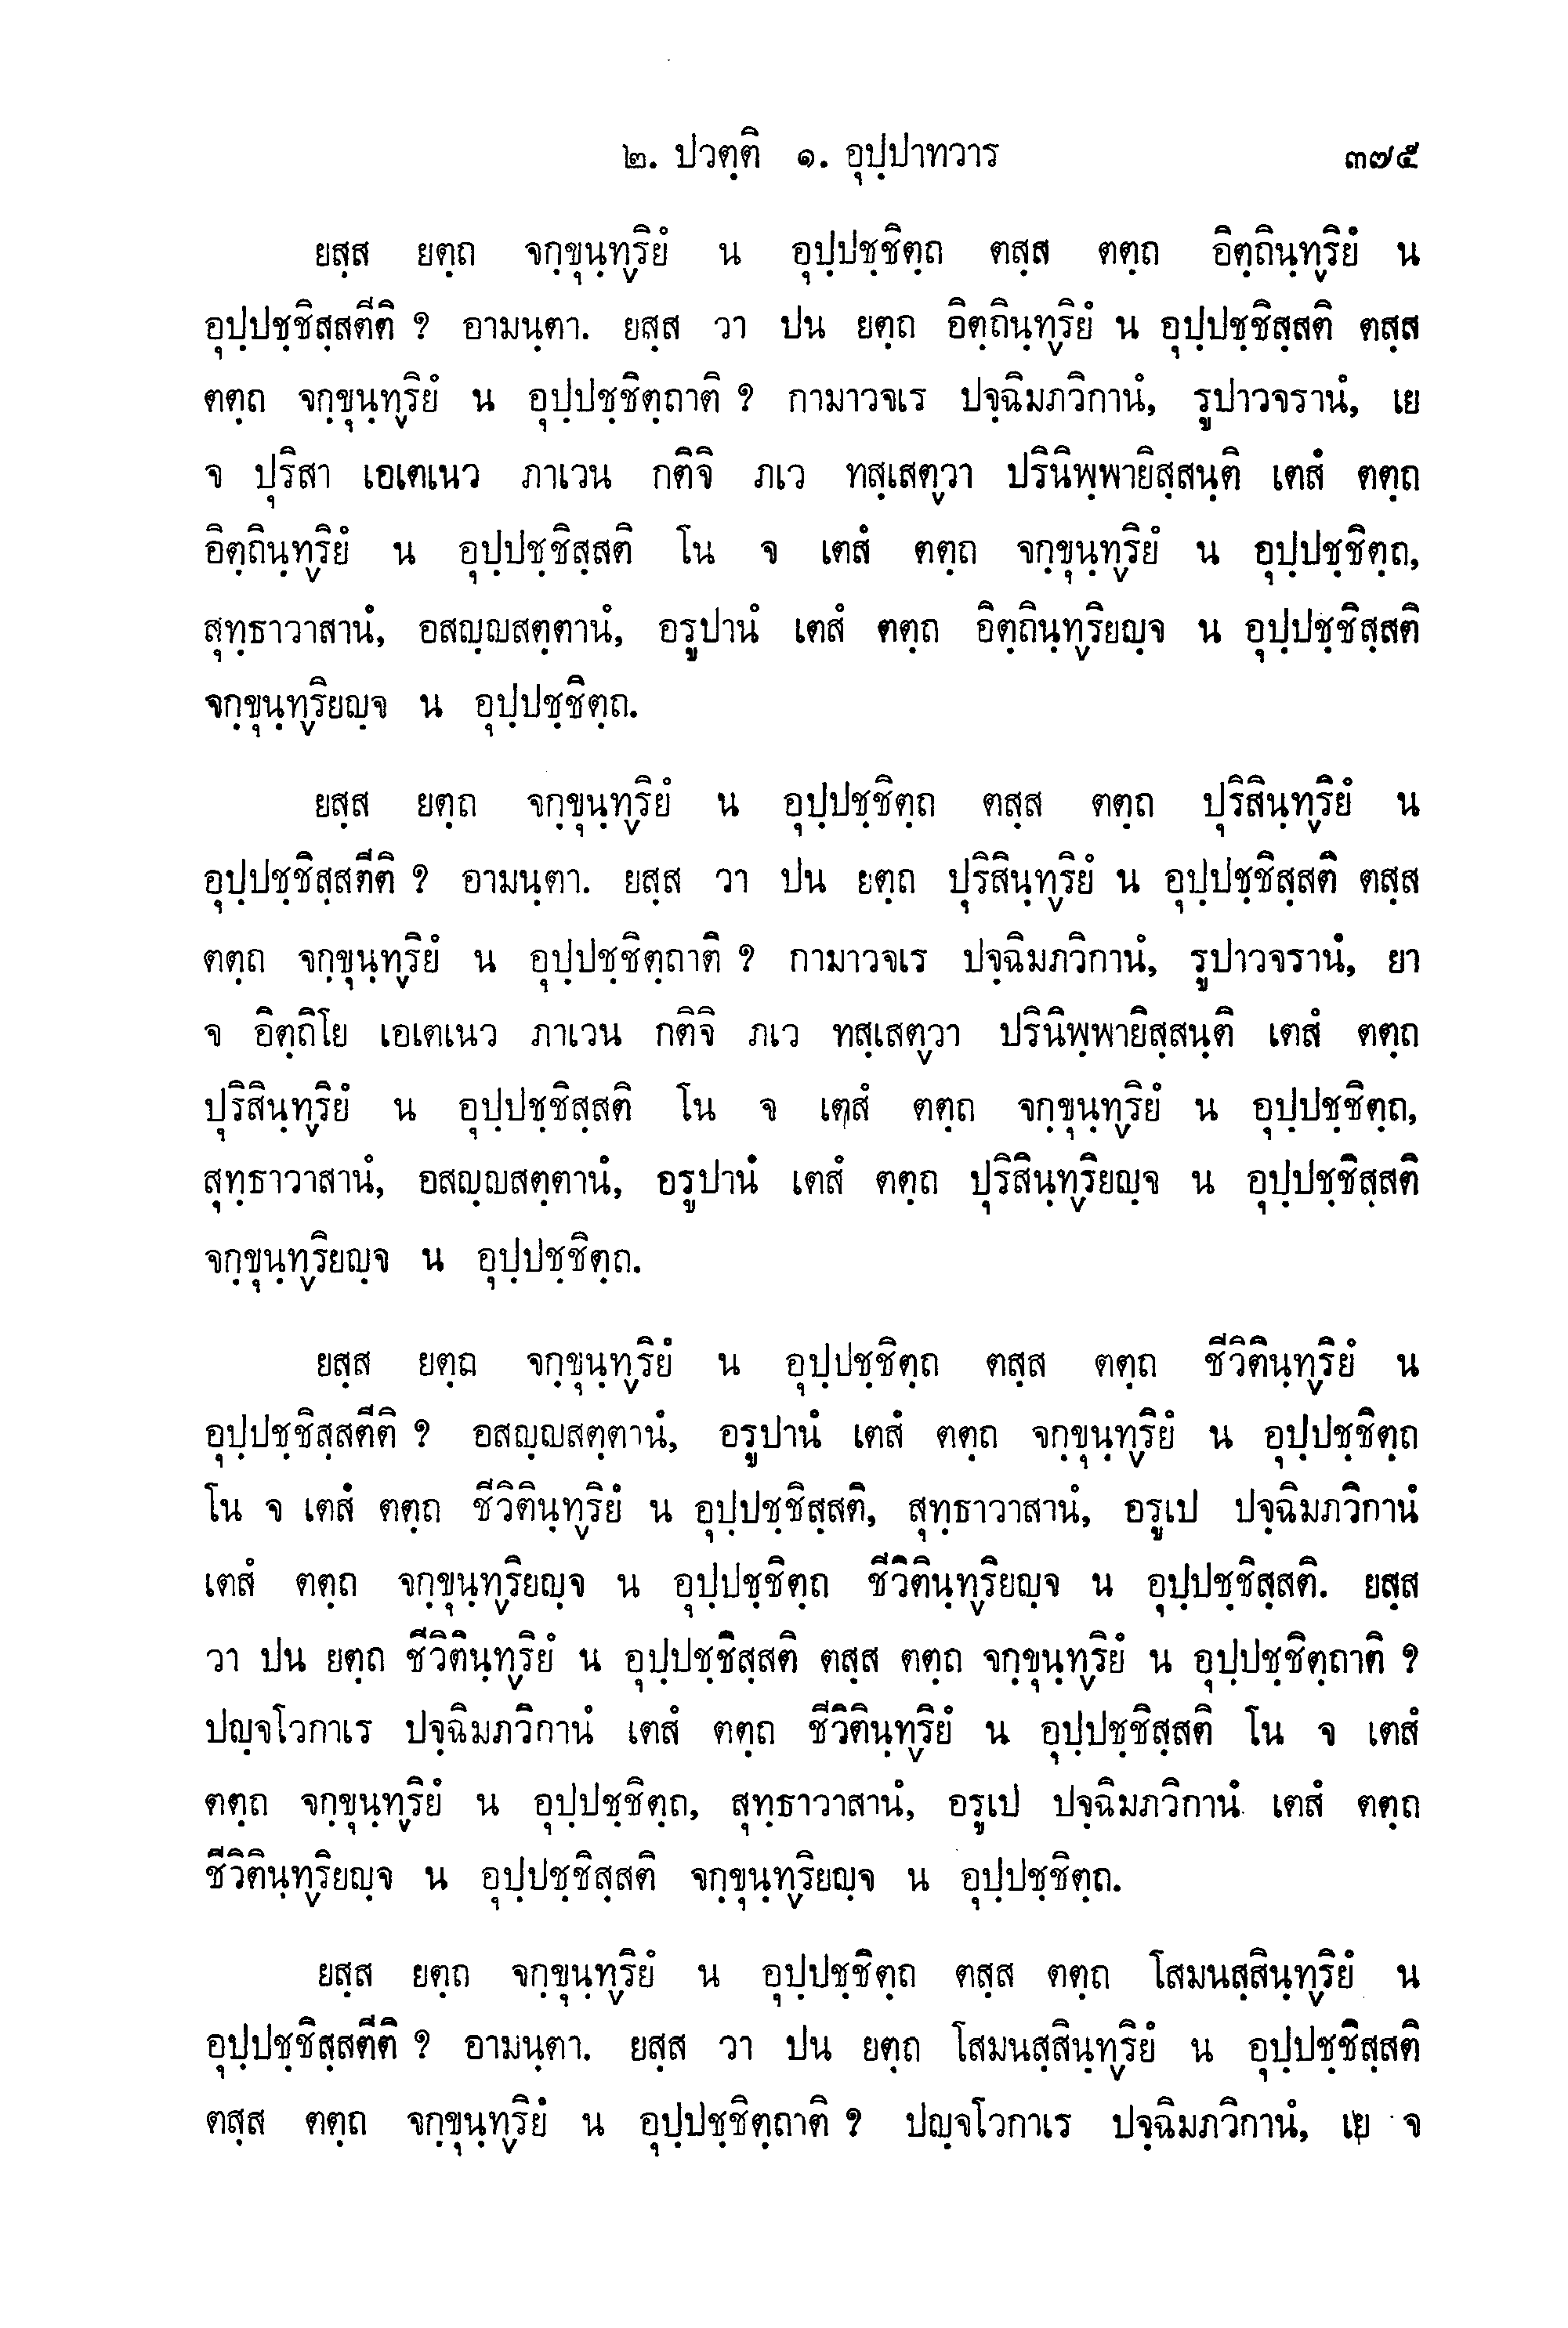 ๒. ปวตฺติ ๑. อุปฺปาทวาร ๓๗๕
ยสฺส ยตฺถ จกฺขุนฺทฺริยํ น อุปฺปชฺชิตฺถ ตสฺส ตตฺถ อิตฺถินฺทฺริยํ น
อุปฺปชฺชิสฺสตีติ ? อามนฺตา. ยสฺส วา ปน ยตฺถ อิตฺถินฺทฺริยํ น อุปฺปชฺชิสฺสติ ตสฺส
ตตฺถ จกฺขุนฺทฺริยํ น อุปฺปชฺชิตฺถาติ ? กามาวจเร ปจฺฉิมภวิกานํ, รูปาวจรานํ, เย
จ ปุริสา เอเตเนว ภาเวน กติจิ ภเว ทสฺเสตฺวา ปรินิพฺพายิสฺสนฺติ เตสํ ตตฺถ
อิตฺถินฺทฺริยํ น อุปฺปชฺชิสฺสติ โน จ เตสํ ตตฺถ จกฺขุนฺทฺริยํ น อุปฺปชฺชิตฺถ,
สุทฺธาวาสานํ, อสญฺญสตฺตานํ, อรูปานํ เตสํ ตตฺถ อิตฺถินฺทฺริยญฺจ น อุปฺปชฺชิสฺสติ
จกฺขุนฺทฺริยญฺจ น อุปฺปชฺชิตฺถ.
ยสฺส ยตฺถ จกฺขุนฺทฺริยํ น อุปฺปชฺชิตฺถ ตสฺส ตตฺถ ปุริสินฺทฺริยํ น
อุปฺปชฺชิสฺสตีติ ? อามนฺตา. ยสฺส วา ปน ยตฺถ ปุริสินฺทฺริยํ น อุปฺปชฺชิสฺสติ ตสฺส
ตตฺถ จกฺขุนฺทฺริยํ น อุปฺปชฺชิตฺถาติ ? กามาวจเร ปจฺฉิมภวิกานํ, รูปาวจรานํ, ยา
จ อิตฺถิโย เอเตเนว ภาเวน กติจิ ภเว ทสฺเสตฺวา ปรินิพฺพายิสฺสนฺติ เตสํ ตตฺถ
ปุริสินฺทฺริยํ น อุปฺปชฺชิสฺสติ โน จ เตสํ ตตฺถ จกฺขุนฺทฺริยํ น อุปฺปชฺชิตฺถ,
สุทฺธาวาสานํ, อสญฺญสตฺตานํ, อรูปานํ เตสํ ตตฺถ ปุริสินฺทฺริยญฺจ น อุปฺปชฺชิสฺสติ
จกฺขุนฺทฺริยญฺจ น อุปฺปชฺชิตฺถ.
ยสฺส ยตฺถ จกฺขุนฺทฺริยํ น อุปฺปชฺชิตฺถ ตสฺส ตตฺถ ชีวิตินฺทฺริยํ น
อุปฺปชฺชิสฺสตีติ ? อสญฺญสตฺตานํ, อรูปานํ เตสํ ตตฺถ จกฺขุนฺทฺริยํ น อุปฺปชฺชิตฺถ
โน จ เตสํ ตตฺถ ชีวิตินฺทฺริยํ น อุปฺปชฺชิสฺสติ, สุทฺธาวาสานํ, อรูเป ปจฺฉิมภวิกานํ
เตสํ ตตฺถ จกฺขุนฺทฺริยญฺจ น อุปฺปชฺชิตฺถ ชีวิตินฺทฺริยญฺจ น อุปฺปชฺชิสฺสติ. ยสฺส
วา ปน ยตฺถ ชีวิตินฺทฺริยํ น อุปฺปชฺชิสฺสติ ตสฺส ตตฺถ จกฺขุนฺทฺริยํ น อุปฺปชฺชิตฺถาติ ?
ปญฺจโวกาเร ปจฺฉิมภวิกานํ เตสํ ตตฺถ ชีวิตินฺทฺริยํ น อุปฺปชฺชิสฺสติ โน จ เตสํ
ตตฺถ จกฺขุนฺทฺริยํ น อุปฺปชฺชิตฺถ, สุทฺธาวาสานํ, อรูเป ปจฺฉิมภวิกานํ เตสํ ตตฺถ
ชีวิตินฺทฺริยญฺจ น อุปฺปชฺชิสฺสติ จกฺขุนฺทฺริยญฺจ น อุปฺปชฺชิตฺถ.
ยสฺส ยตฺถ จกฺขุนฺทฺริยํ น อุปฺปชฺชิตฺถ ตสฺส ตตฺถ โสมนสฺสินฺทฺริยํ น
อุปฺปชฺชิสฺสตีติ ? อามนฺตา. ยสฺส วา ปน ยตฺถ โสมนสฺสินฺทฺริยํ น อุปฺปชฺชิสฺสติ
ตสฺส ตตฺถ จกฺขุนฺทฺริยํ น อุปฺปชฺชิตฺถาติ ? ปญฺจโวกาเร ปจฺฉิมภวิกานํ, เย จ